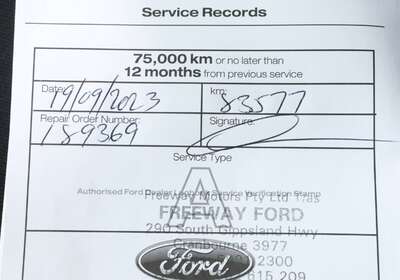 Service Records
75,000 km or no later than
12 months from previous service
Date: 19/09/2023 km: 83577
Repair Order Number: 189369 Signature:
Service Type
A
Authorised Ford Dealer Logbook Service Verification Stamp
Freeway Motors Pty Ltd T/as
FREEWAY FORD
290 South Gippsland Hwy
Cranbourne 3977
2300
Ford
615 209